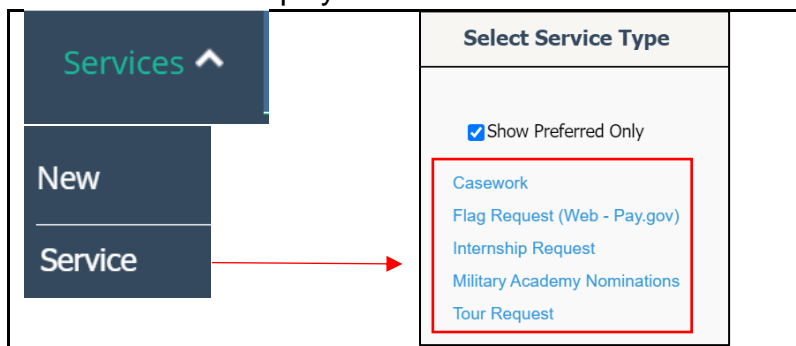 Services
New
Service
Select Service Type
Show Preferred Only
Casework
Flag Request (Web - Pay.gov)
Internship Request
Military Academy Nominations
Tour Request